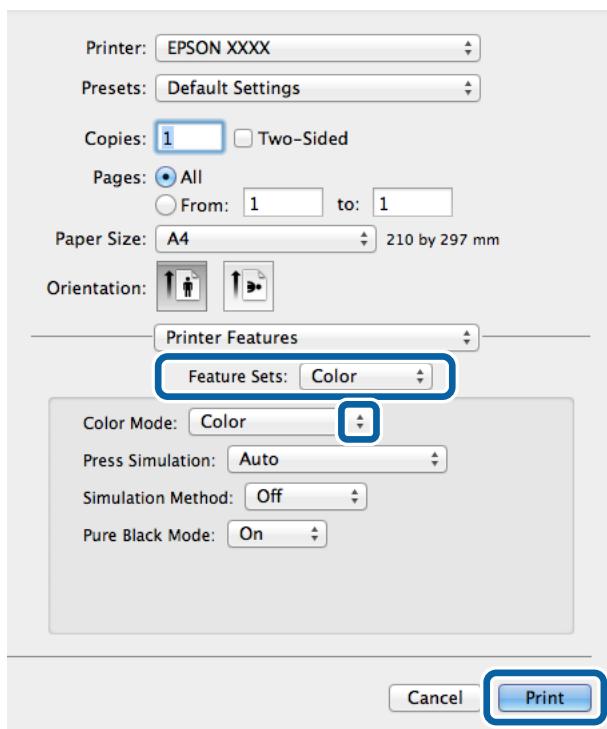 Printer: EPSON XXXX
Presets: Default Settings
Copies: 1 Two-Sided
Pages: All
From: 1 to: 1
Paper Size: A4 210 by 297 mm
Orientation:
Printer Features
Feature Sets: Color
Color Mode: Color
Press Simulation: Auto
Simulation Method: Off
Pure Black Mode: On
Cancel Print